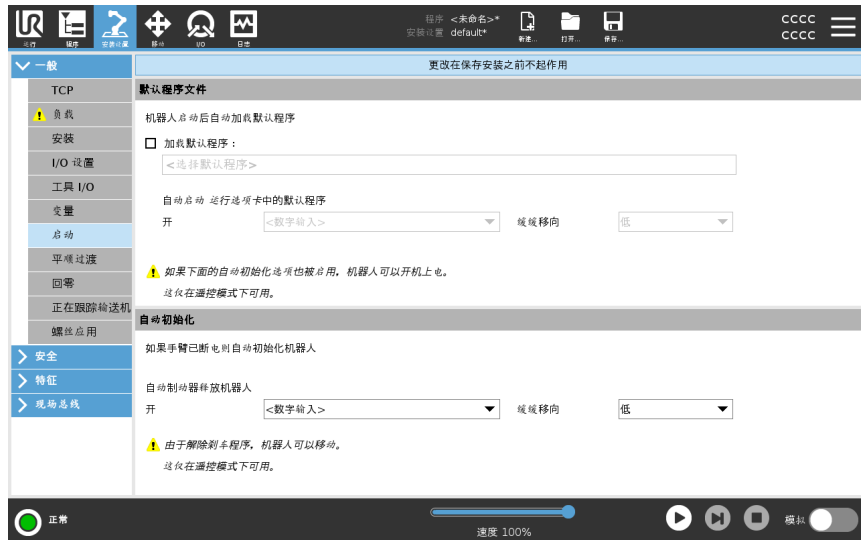 程序 <未命名>*
安装设置 default*
cccc
cccc
运行
程序
安装设置
移动
I/O
日志
新建...
打开...
保存...
一般
TCP
负载
安装
I/O 设置
工具 I/O
变量
启动
平顺过渡
回零
正在跟踪输送机
螺丝应用
安全
特征
现场总线
更改在保存安装之前不起作用
默认程序文件
机器人启动后自动加载默认程序
加载默认程序：
<选择默认程序>
自动启动 运行选项卡中的默认程序
开 <数字输入> 缓缓移向 低
如果下面的自动初始化选项也被启用，机器人可以开机上电。
这仅在遥控模式下可用。
自动初始化
如果手臂已断电则自动初始化机器人
自动制动器释放机器人
开 <数字输入> 缓缓移向 低
由于解除刹车程序，机器人可以移动。
这仅在遥控模式下可用。
正常
速度 100%
模拟